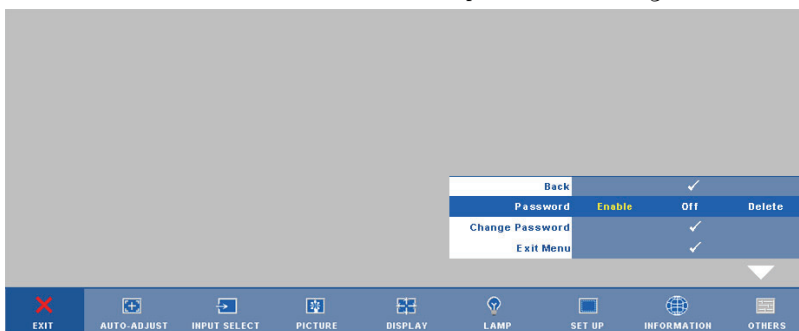 Back
Password Enable Off Delete
Change Password
Exit Menu
EXIT AUTO-ADJUST INPUT SELECT PICTURE DISPLAY LAMP SET UP INFORMATION OTHERS